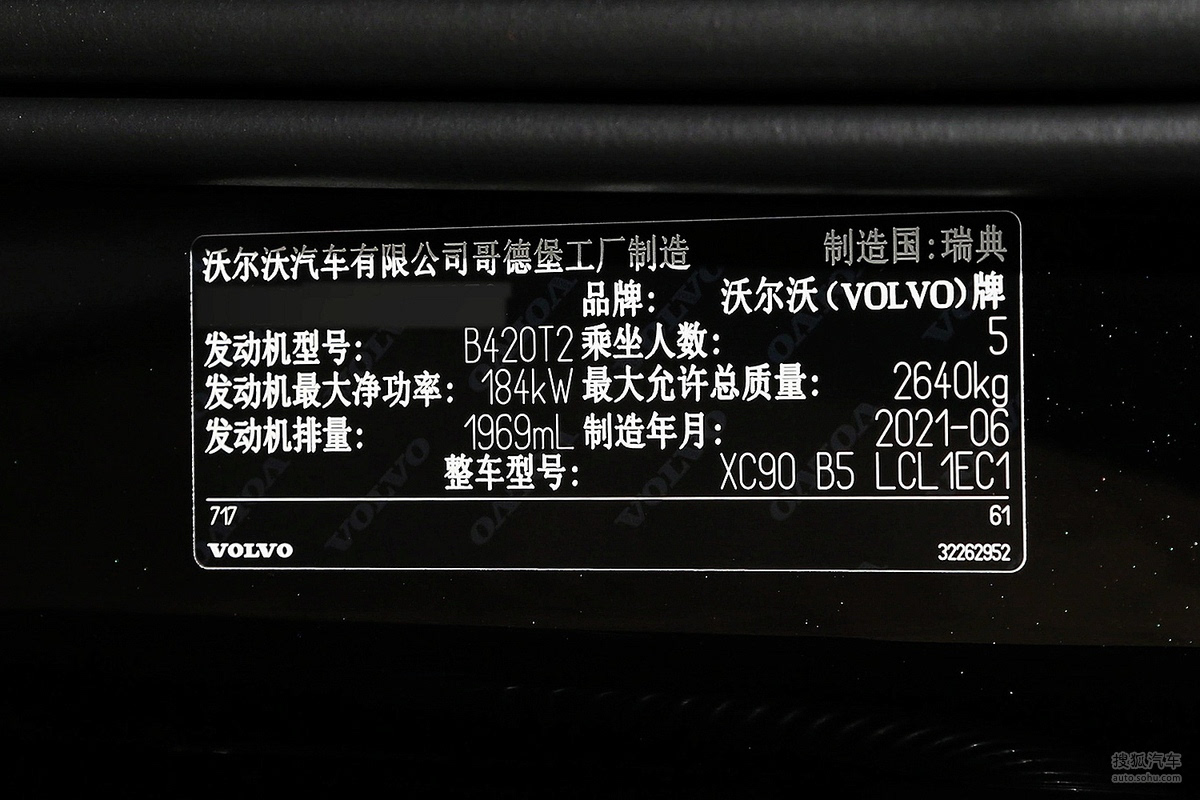 沃尔沃汽车有限公司哥德堡工厂制造 制造国:瑞典
品牌: 沃尔沃(VOLVO)牌
发动机型号: B420T2 乘坐人数: 5
发动机最大净功率: 184kW 最大允许总质量: 2640kg
发动机排量: 1969mL 制造年月: 2021-06
整车型号: XC90 B5 LCL1EC1
717 61
VOLVO 32262952
搜狐汽车
auto.sohu.com